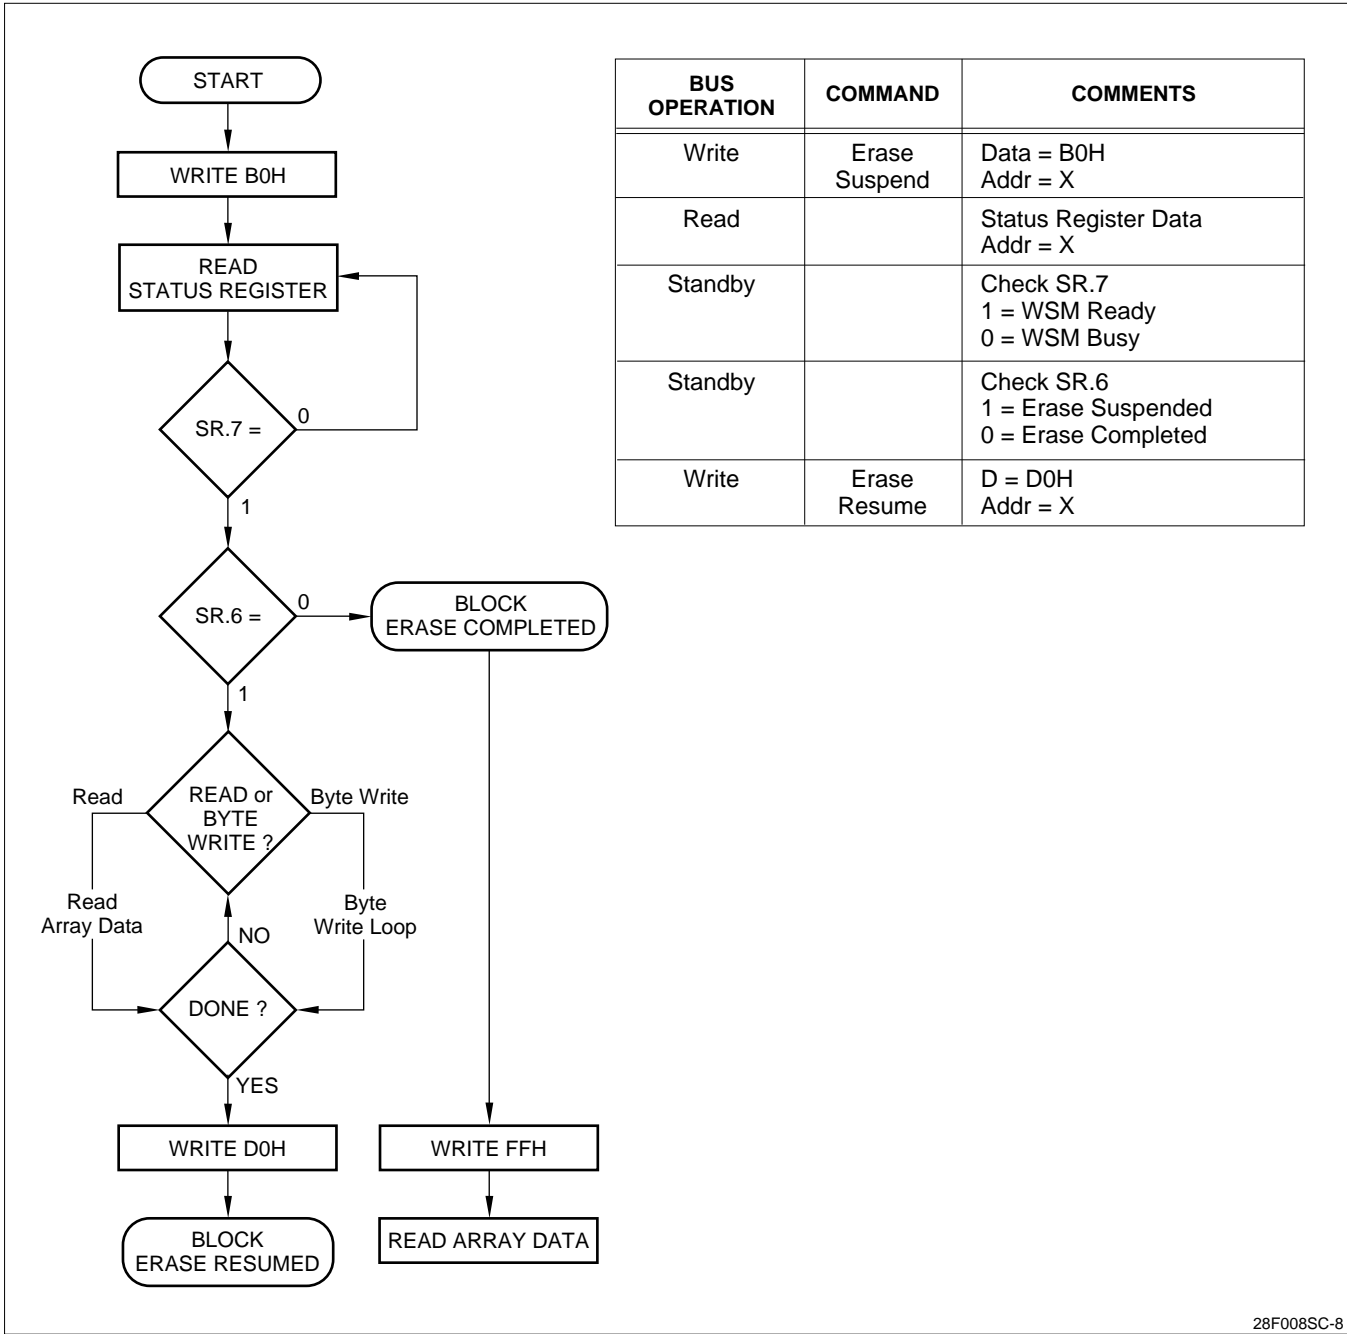 START
WRITE B0H
READ
STATUS REGISTER
SR.7 =
0
1
SR.6 =
0
BLOCK
ERASE COMPLETED
1
Read
READ or
BYTE
WRITE ?
Byte Write
Read
Array Data
Byte
Write Loop
NO
DONE ?
YES
WRITE D0H
WRITE FFH
BLOCK
ERASE RESUMED
READ ARRAY DATA
BUS
OPERATION
COMMAND
COMMENTS
Write
Erase
Suspend
Data = B0H
Addr = X
Read
Status Register Data
Addr = X
Standby
Check SR.7
1 = WSM Ready
0 = WSM Busy
Standby
Check SR.6
1 = Erase Suspended
0 = Erase Completed
Write
Erase
Resume
D = D0H
Addr = X
28F008SC-8